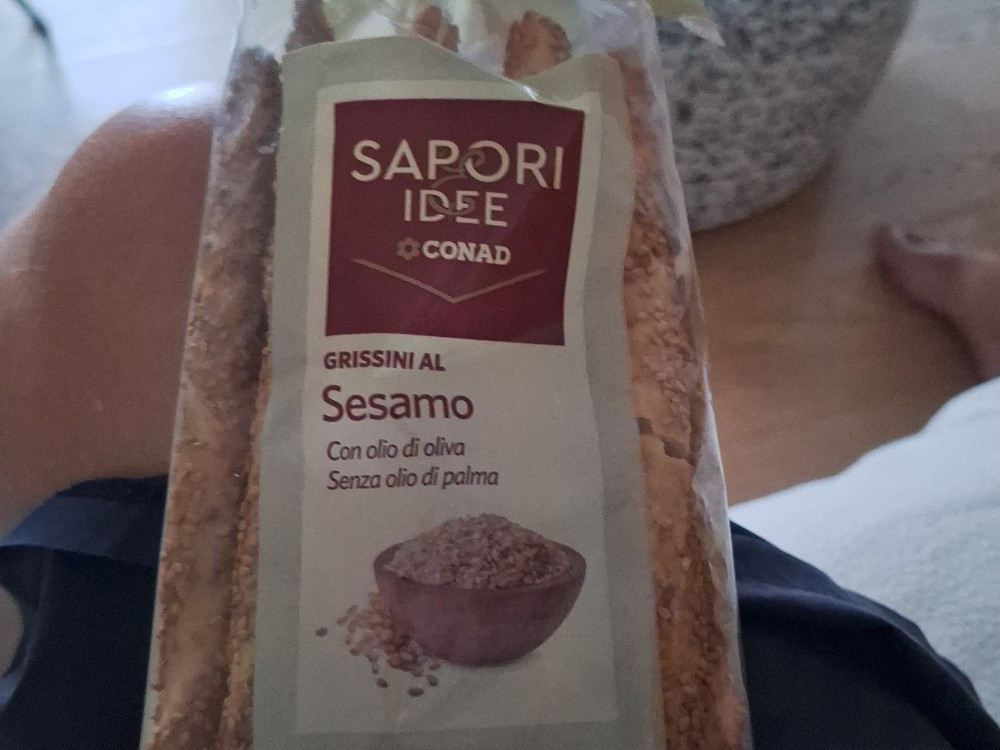 SAPORI
& 
IDEE
CONAD
GRISSINI AL
Sesamo
Con olio di oliva
Senza olio di palma